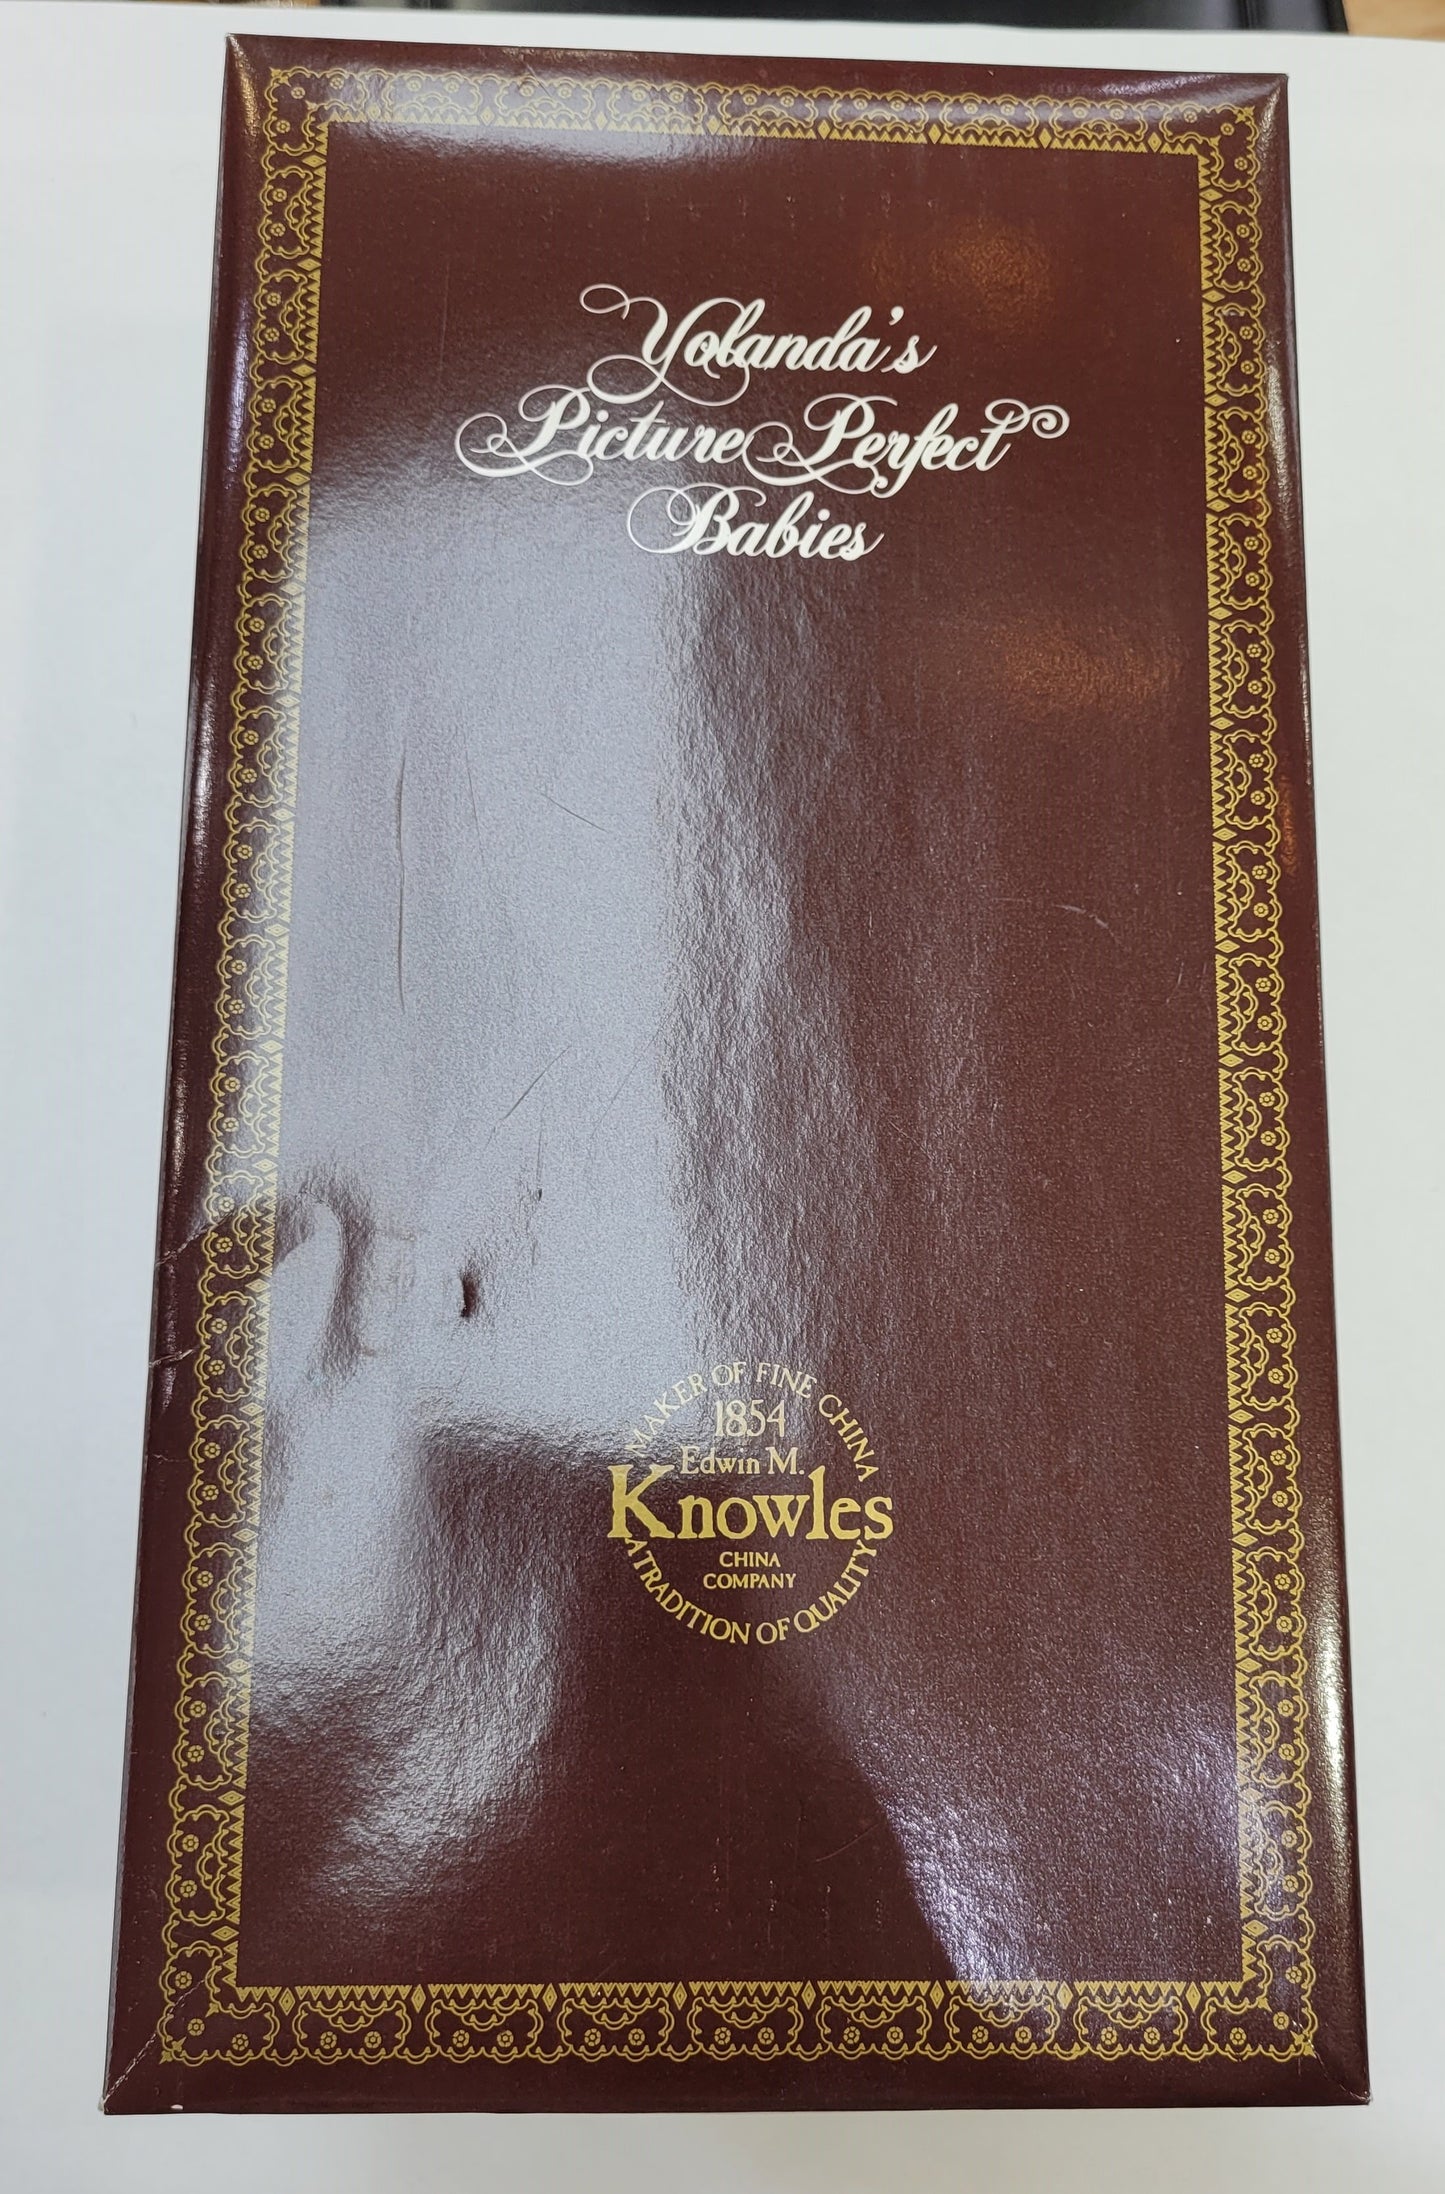 Yolanda's
Picture Perfect
Babies
MAKER OF FINE CHINA
1854
Edwin M.
Knowles
CHINA
COMPANY
A TRADITION OF QUALITY